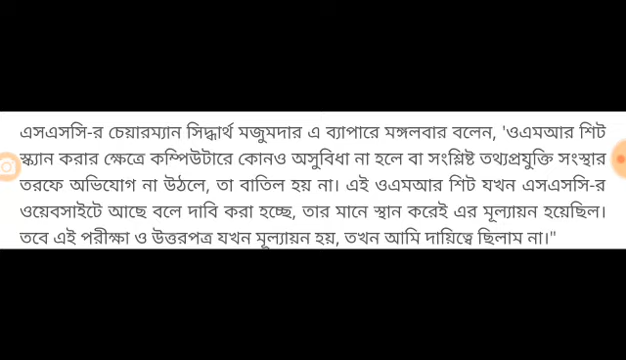 এসএসসি-র চেয়ারম্যান সিদ্ধার্থ মজুমদার এ ব্যাপারে মঙ্গলবার বলেন, 'ওএমআর শিট
স্ক্যান করার ক্ষেত্রে কম্পিউটারে কোনও অসুবিধা না হলে বা সংশ্লিষ্ট তথ্যপ্রযুক্তি সংস্থার
তরফে অভিযোগ না উঠলে, তা বাতিল হয় না। এই ওএমআর শিট যখন এসএসসি-র
ওয়েবসাইটে আছে বলে দাবি করা হচ্ছে, তার মানে স্থান করেই এর মূল্যায়ন হয়েছিল।
তবে এই পরীক্ষা ও উত্তরপত্র যখন মূল্যায়ন হয়, তখন আমি দায়িত্বে ছিলাম না।"